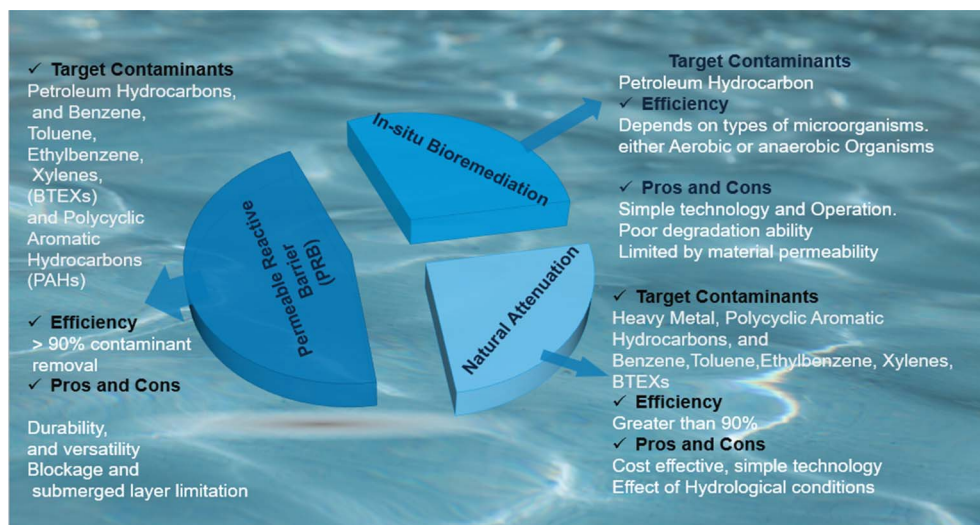 ✓ Target Contaminants
Petroleum Hydrocarbons,
and Benzene,
Toluene,
Ethylbenzene,
Xylenes,
(BTEXs)
and Polycyclic
Aromatic
Hydrocarbons
(PAHs)
✓ Efficiency
> 90% contaminant
removal
✓ Pros and Cons
Durability,
and versatility
Blockage and
submerged layer limitation
Permeable Reactive
Barrier
(PRB)
In-situ Bioremediation
Natural Attenuation
Target Contaminants
Petroleum Hydrocarbon
✓ Efficiency
Depends on types of microorganisms.
either Aerobic or anaerobic Organisms
✓ Pros and Cons
Simple technology and Operation.
Poor degradation ability
Limited by material permeability
✓ Target Contaminants
Heavy Metal, Polycyclic Aromatic
Hydrocarbons, and
Benzene,Toluene,Ethylbenzene, Xylenes,
BTEXs
✓ Efficiency
Greater than 90%
✓ Pros and Cons
Cost effective, simple technology
Effect of Hydrological conditions